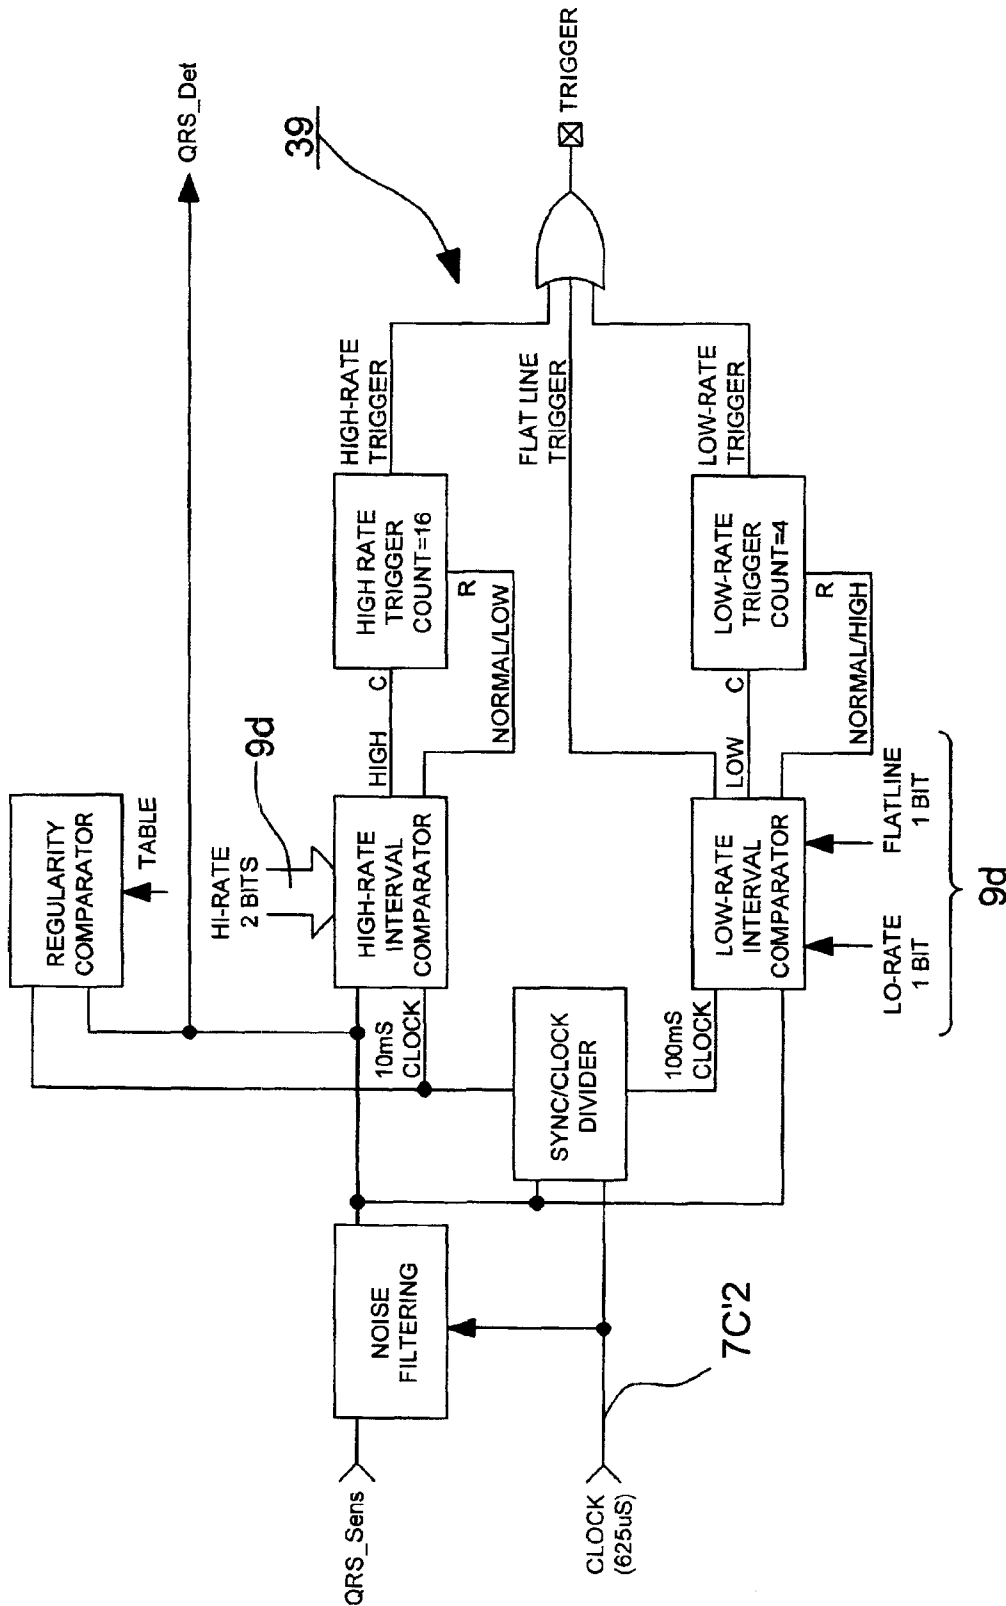 REGULARITY
COMPARATOR
TABLE
QRS_Det
39
HI-RATE
2 BITS
9d
10mS
CLOCK
HIGH-RATE
INTERVAL
COMPARATOR
HIGH
C
NORMAL/LOW
R
HIGH RATE
TRIGGER
COUNT=16
HIGH-RATE
TRIGGER
QRS_Sens
NOISE
FILTERING
CLOCK
(625uS)
7C'2
SYNC/CLOCK
DIVIDER
FLAT LINE
TRIGGER
TRIGGER
100mS
CLOCK
LOW-RATE
INTERVAL
COMPARATOR
LOW
C
NORMAL/HIGH
R
LOW-RATE
TRIGGER
COUNT=4
LOW-RATE
TRIGGER
LO-RATE
1 BIT
FLATLINE
1 BIT
9d